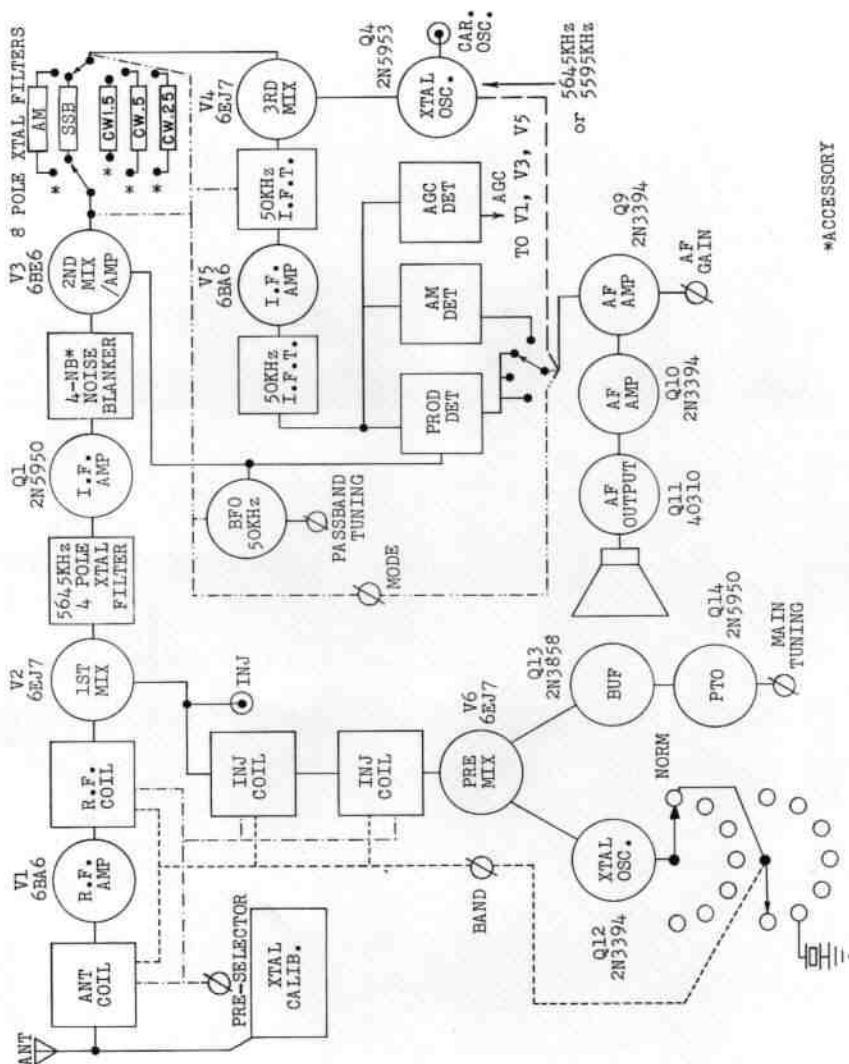 ANT
ANT
COIL
V1
6BA6
R.F.
AMP
R.F.
COIL
V2
6EJ7
1ST
MIX
5645KHz
4 POLE
XTAL
FILTER
Q1
2N5950
I.F.
AMP
4-NB*
NOISE
BLANKER
V3
6BE6
2ND
MIX
/AMP
8 POLE XTAL FILTERS
AM
SSB
CW1.5
CW.5
CW.25
*
*
*
*
PRE-SELECTOR
XTAL
CALIB.
INJ
INJ
COIL
INJ
COIL
BFO
50KHz
PASSBAND
TUNING
MODE
V4
6EJ7
3RD
MIX
50KHz
I.F.T.
V5
6BA6
I.F.
AMP
50KHz
I.F.T.
Q4
2N5953
XTAL
OSC.
CAR.
OSC.
5645KHz
or
5595KHz
PROD
DET
AM
DET
AGC
DET
AGC
TO V1, V3, V5
BAND
V6
6EJ7
PRE
MIX
Q13
2N3858
BUF
Q14
2N5950
PTO
MAIN
TUNING
Q12
2N3394
XTAL
OSC.
NORM
Q11
40310
AF
OUTPUT
Q10
2N3394
AF
AMP
Q9
2N3394
AF
AMP
AF
GAIN
*ACCESSORY